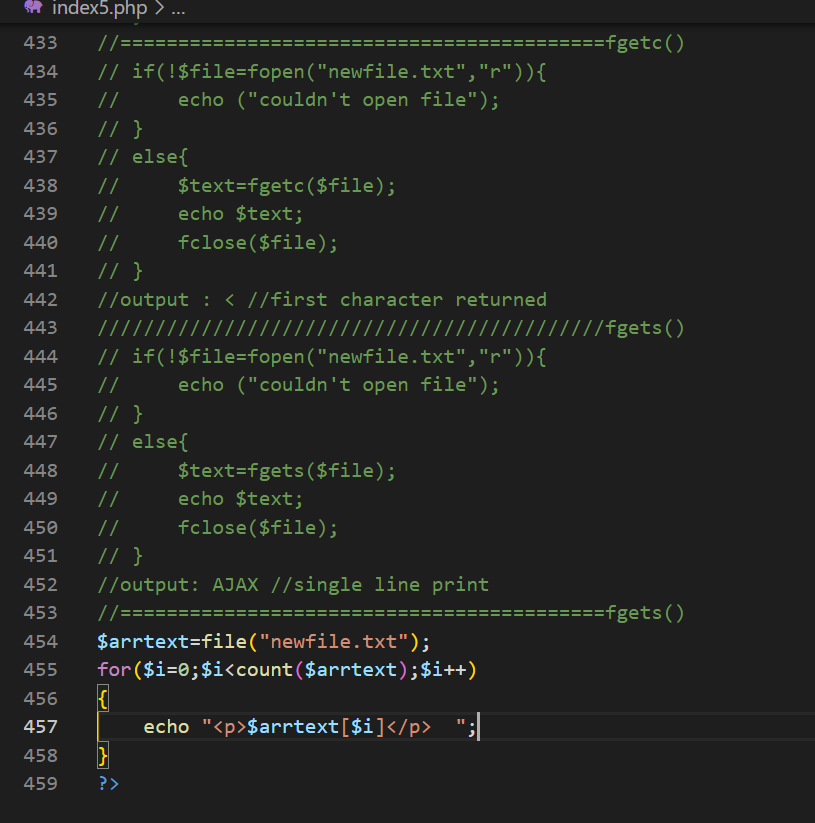 index5.php > ...
433 //==========================================fgetc()
434 // if(!$file=fopen("newfile.txt","r")){
435 //     echo ("couldn't open file");
436 // }
437 // else{
438 //     $text=fgetc($file);
439 //     echo $text;
440 //     fclose($file);
441 // }
442 //output : < //first character returned
443 ////////////////////////////////////////////fgets()
444 // if(!$file=fopen("newfile.txt","r")){
445 //     echo ("couldn't open file");
446 // }
447 // else{
448 //     $text=fgets($file);
449 //     echo $text;
450 //     fclose($file);
451 // }
452 //output: AJAX //single line print
453 //==========================================fgets()
454 $arrtext=file("newfile.txt");
455 for($i=0;$i<count($arrtext);$i++)
456 {
457     echo "<p>$arrtext[$i]</p>  ";
458 }
459 ?>